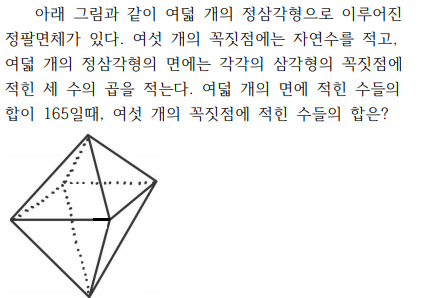 아래 그림과 같이 여덟 개의 정삼각형으로 이루어진
정팔면체가 있다. 여섯 개의 꼭짓점에는 자연수를 적고,
여덟 개의 정삼각형의 면에는 각각의 삼각형의 꼭짓점에
적힌 세 수의 곱을 적는다. 여덟 개의 면에 적힌 수들의
합이 165일때, 여섯 개의 꼭짓점에 적힌 수들의 합은?